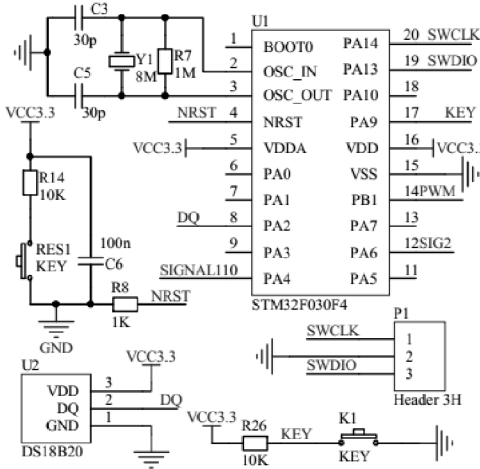 C3
30p
C5
30p
Y1
8M
R7
1M
U1
1 BOOT0 PA14 20 SWCLK
2 OSC_IN PA13 19 SWDIO
3 OSC_OUT PA10 18
NRST 4 NRST PA9 17 KEY
VCC3.3 5 VDDA VDD 16 VCC3.
6 PA0 VSS 15
7 PA1 PB1 14 PWM
DQ 8 PA2 PA7 13
9 PA3 PA6 12 SIG2
SIGNAL1 10 PA4 PA5 11
STM32F030F4
VCC3.3
R14
10K
RES1
KEY
100n
C6
R8
1K
NRST
GND
P1
SWCLK 1
2
SWDIO 3
Header 3H
U2
VCC3.3
VDD 3
DQ 2 DQ
GND 1
DS18B20
VCC3.3
R26
10K
KEY
K1
KEY